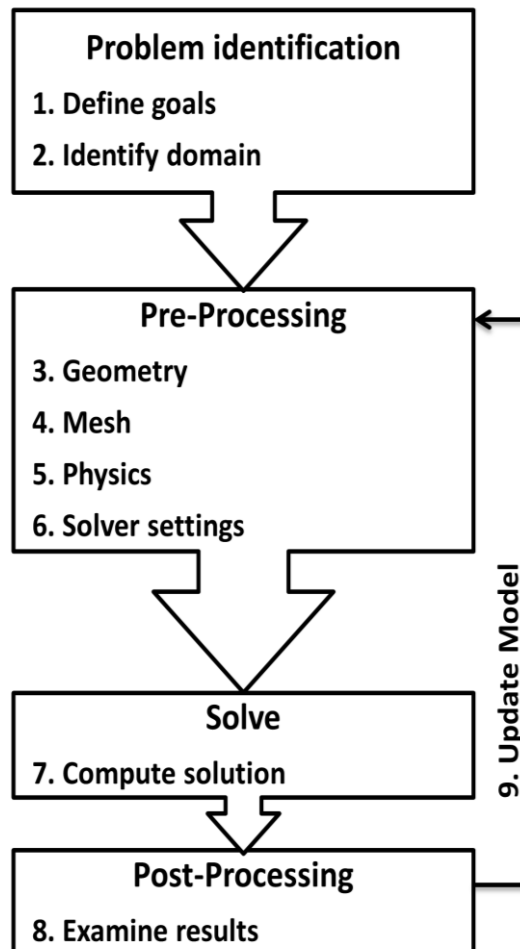 Problem identification
1. Define goals
2. Identify domain
Pre-Processing
3. Geometry
4. Mesh
5. Physics
6. Solver settings
9. Update Model
Solve
7. Compute solution
Post-Processing
8. Examine results